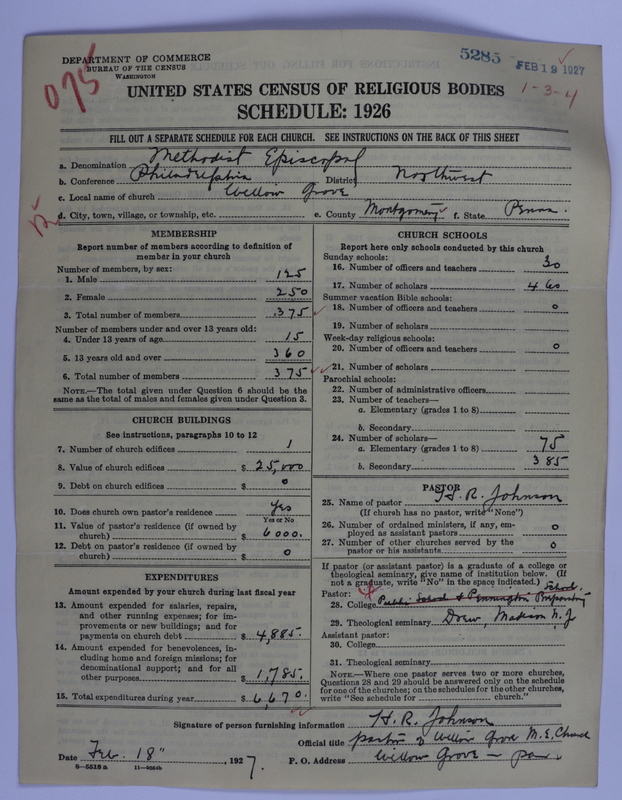 DEPARTMENT OF COMMERCE
BUREAU OF THE CENSUS
WASHINGTON
075
5285
FEB 19 1927
1-3-4
UNITED STATES CENSUS OF RELIGIOUS BODIES
SCHEDULE: 1926
FILL OUT A SEPARATE SCHEDULE FOR EACH CHURCH. SEE INSTRUCTIONS ON THE BACK OF THIS SHEET
a. Denomination Methodist Episcopal
b. Conference Philadelphia District Northwest
c. Local name of church Willow Grove
d. City, town, village, or township, etc. e. County Montgomery f. State Penna.
MEMBERSHIP
Report number of members according to definition of
member in your church
Number of members, by sex:
1. Male 125
2. Female 250
3. Total number of members 375
Number of members under and over 13 years old:
4. Under 13 years of age 15
5. 13 years old and over 360
6. Total number of members 375
NOTE.—The total given under Question 6 should be the
same as the total of males and females given under Question 3.
CHURCH BUILDINGS
See instructions, paragraphs 10 to 12
7. Number of church edifices 1
8. Value of church edifices $ 25,000
9. Debt on church edifices $ 0
10. Does church own pastor's residence Yes
Yes or No
11. Value of pastor's residence (if owned by
church) $ 6000.
12. Debt on pastor's residence (if owned by
church) $ 0
EXPENDITURES
Amount expended by your church during last fiscal year
13. Amount expended for salaries, repairs,
and other running expenses; for im-
provements or new buildings; and for
payments on church debt $ 4,885.
14. Amount expended for benevolences, in-
cluding home and foreign missions; for
denominational support; and for all
other purposes $ 1,785.
15. Total expenditures during year $ 6,670.
CHURCH SCHOOLS
Report here only schools conducted by this church
Sunday schools:
16. Number of officers and teachers 30
17. Number of scholars 460
Summer vacation Bible schools:
18. Number of officers and teachers 0
19. Number of scholars
Week-day religious schools:
20. Number of officers and teachers 0
21. Number of scholars
Parochial schools:
22. Number of administrative officers
23. Number of teachers—
a. Elementary (grades 1 to 8)
b. Secondary
24. Number of scholars—
a. Elementary (grades 1 to 8) 75
b. Secondary 385
PASTOR
25. Name of pastor H. R. Johnson
(If church has no pastor, write "None")
26. Number of ordained ministers, if any, em-
ployed as assistant pastors 0
27. Number of other churches served by the
pastor or his assistants 0
If pastor (or assistant pastor) is a graduate of a college or
theological seminary, give name of institution below. (If
not a graduate, write "No" in the space indicated.)
Pastor:
28. College Public School & Pennington Preparatory School.
29. Theological seminary Drew, Madison N. J
Assistant pastor:
30. College
31. Theological seminary
NOTE.—Where one pastor serves two or more churches,
Questions 28 and 29 should be answered only on the schedule
for one of the churches; on the schedules for the other churches,
write "See schedule for church."
Signature of person furnishing information H. R. Johnson
Official title pastor of Willow Grove M. E. Church
Date Feb. 18" , 1927. P. O. Address Willow Grove — pa.
8—5518 a